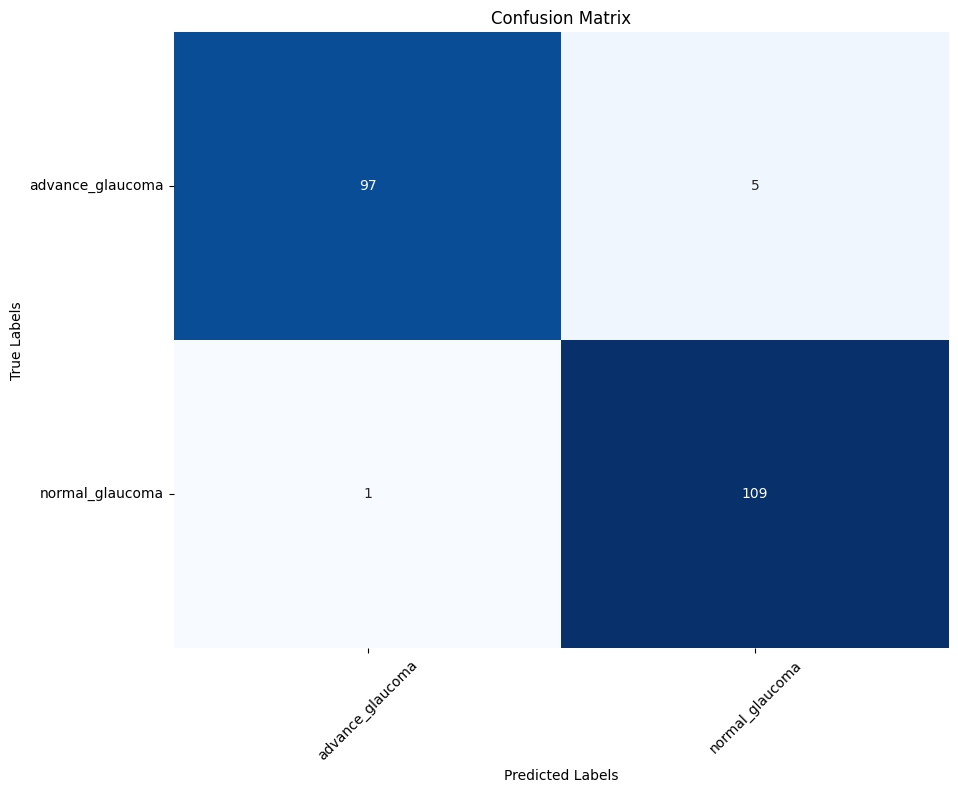 Confusion Matrix
True Labels
advance_glaucoma
97
5
normal_glaucoma
1
109
advance_glaucoma
normal_glaucoma
Predicted Labels